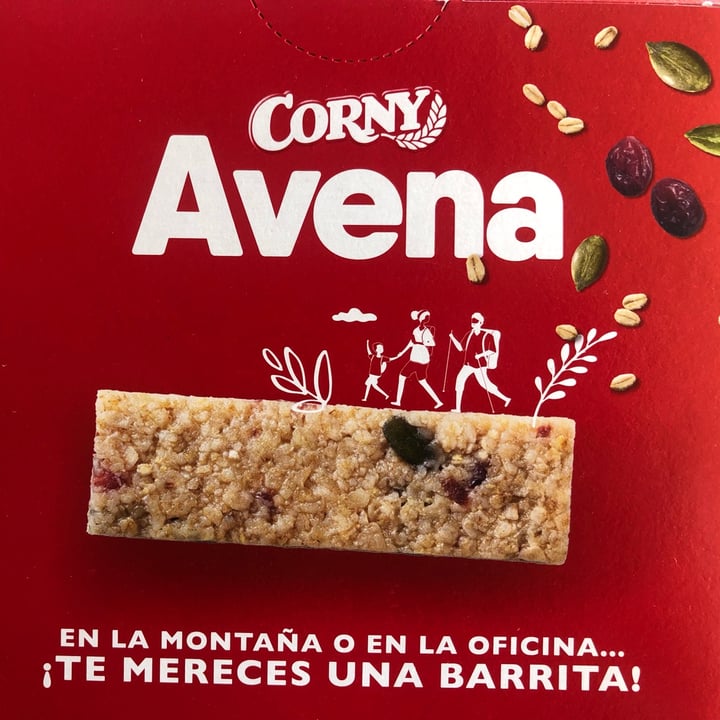 CORNY
Avena
EN LA MONTAÑA O EN LA OFICINA...
¡TE MERECES UNA BARRITA!